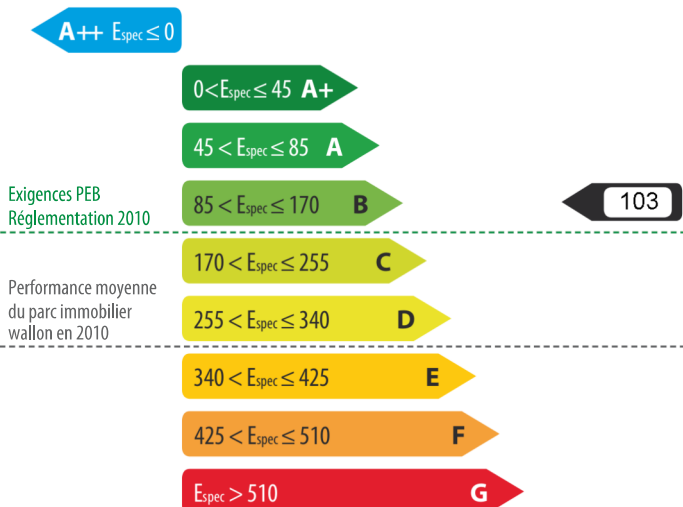 A++ Espec ≤ 0
0<Espec ≤ 45 A+
45 < Espec ≤ 85 A
Exigences PEB
Réglementation 2010
85 < Espec ≤ 170 B
103
170 < Espec ≤ 255 C
Performance moyenne
du parc immobilier
wallon en 2010
255 < Espec ≤ 340 D
340 < Espec ≤ 425 E
425 < Espec ≤ 510 F
Espec > 510 G